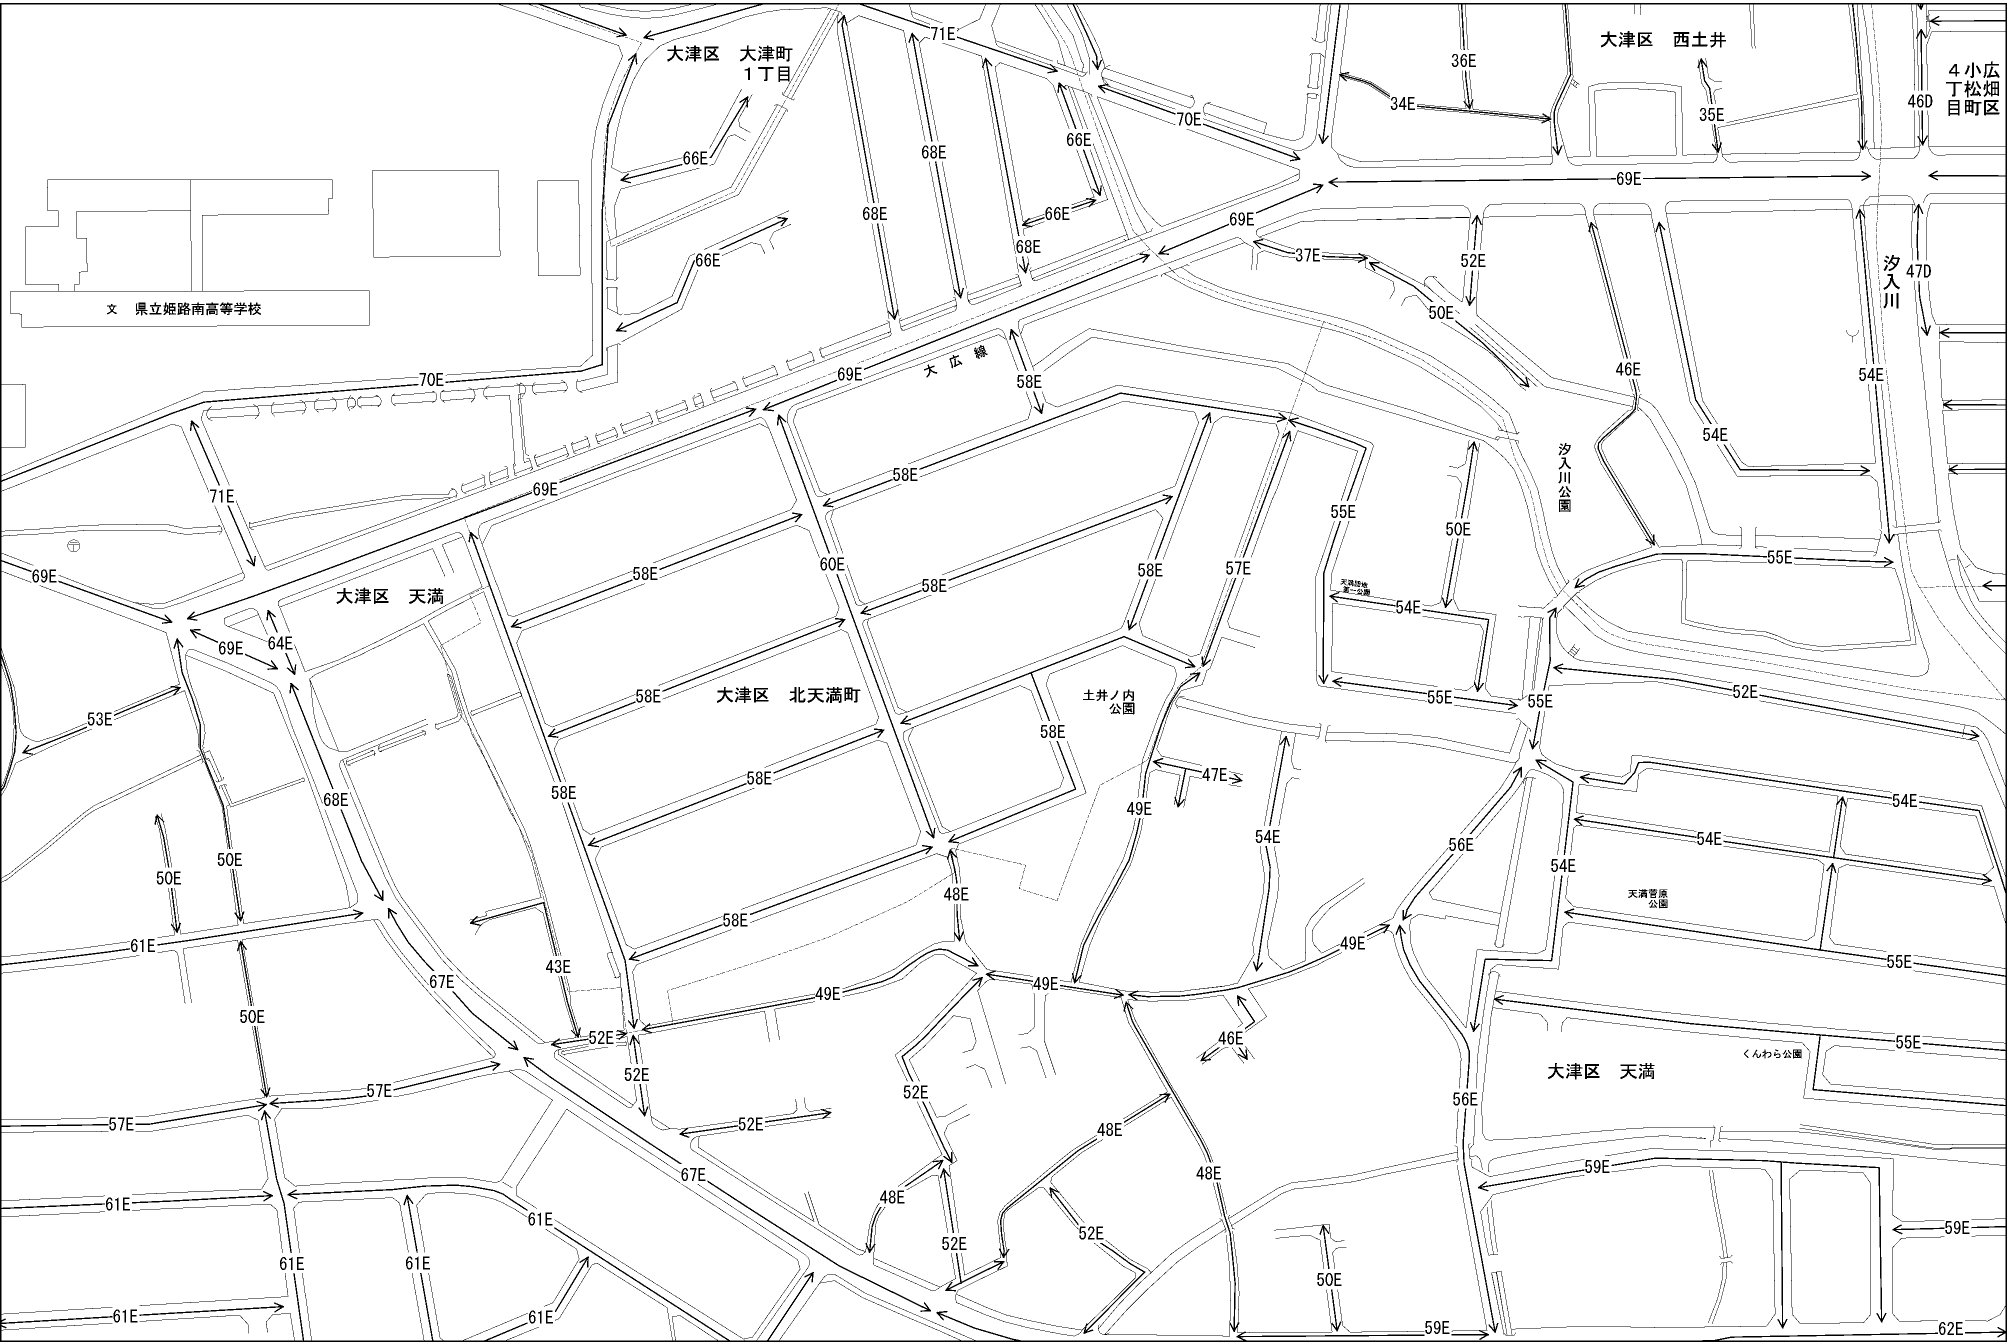 71E
大津区　大津町
１丁目
36E
大津区　西土井
広畑区
小松町
４丁目
34E
35E
46D
70E
66E
68E
66E
69E
68E
66E
69E
66E
68E
37E
52E
汐入川
47D
文　県立姫路南高等学校
50E
大広線
70E
69E
58E
46E
54E
54E
58E
汐入川公園
71E
69E
55E
50E
55E
69E
58E
60E
58E
58E
57E
天満団地
第一公園
54E
大津区　天満
64E
69E
58E
大津区　北天満町
土井ノ内
公園
55E
55E
52E
53E
58E
58E
47E
68E
58E
49E
54E
54E
54E
56E
54E
50E
50E
48E
天満菅原
公園
58E
61E
43E
49E
55E
67E
49E
49E
50E
52E
46E
55E
くんわら公園
大津区　天満
52E
52E
57E
56E
57E
52E
48E
59E
67E
48E
48E
61E
61E
52E
52E
59E
61E
61E
50E
61E
61E
59E
62E